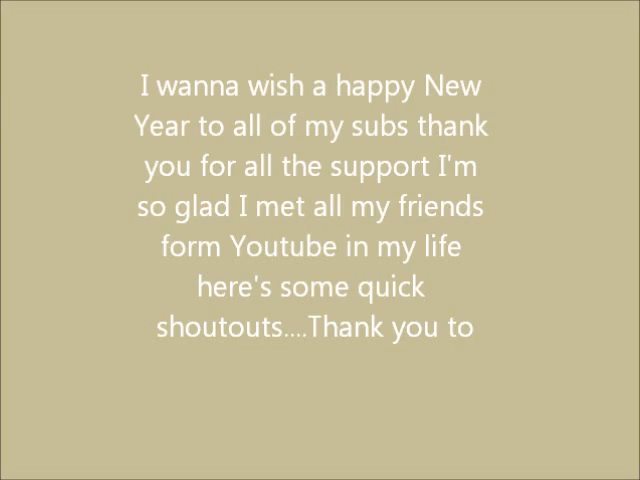 I wanna wish a happy New
Year to all of my subs thank
you for all the support I'm
so glad I met all my friends
form Youtube in my life
here's some quick
shoutouts....Thank you to